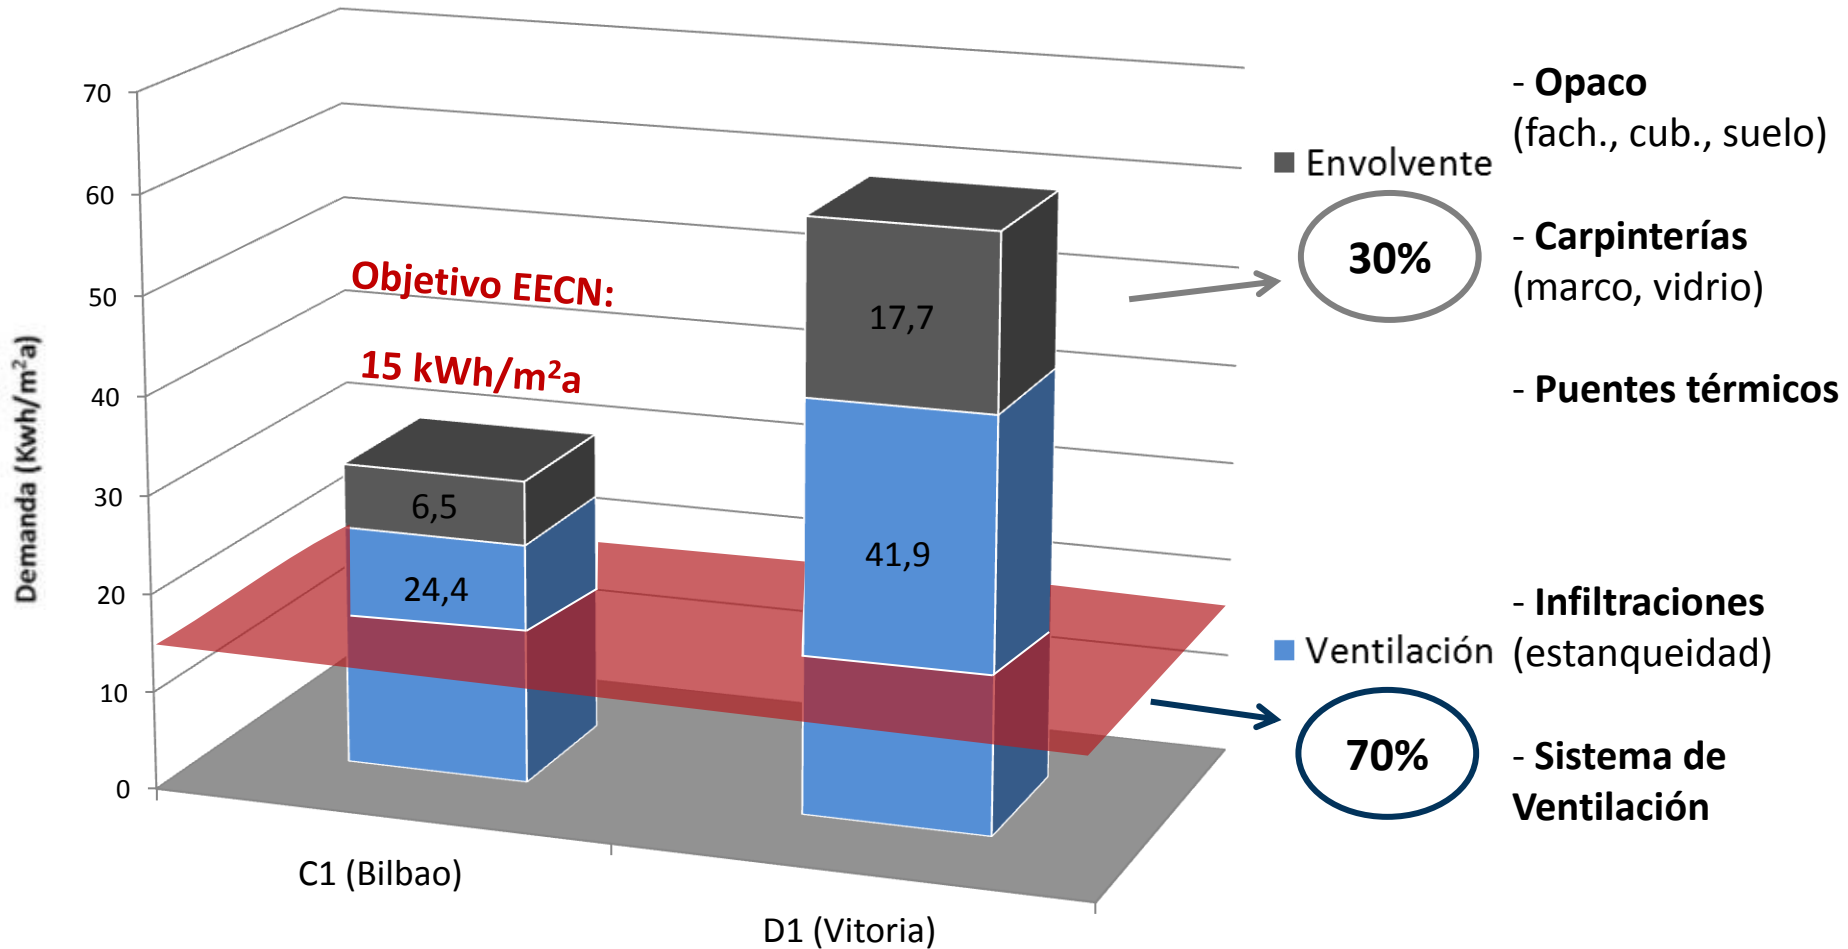 Demanda (Kwh/m²a)
70
60
50
40
30
20
10
0
Objetivo EECN:
15 kWh/m²a
6,5
24,4
17,7
41,9
C1 (Bilbao)
D1 (Vitoria)
Envolvente
30%
- Opaco
(fach., cub., suelo)
- Carpinterías
(marco, vidrio)
- Puentes térmicos
Ventilación
70%
- Infiltraciones
(estanqueidad)
- Sistema de
Ventilación